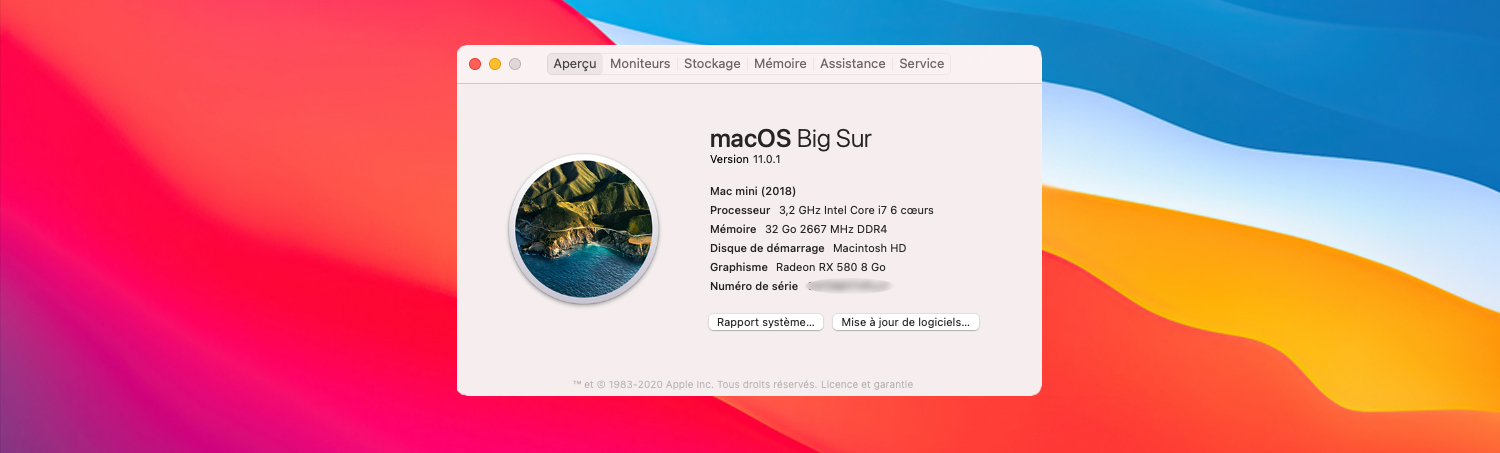 Aperçu Moniteurs Stockage Mémoire Assistance Service
macOS Big Sur
Version 11.0.1
Mac mini (2018)
Processeur 3,2 GHz Intel Core i7 6 cœurs
Mémoire 32 Go 2667 MHz DDR4
Disque de démarrage Macintosh HD
Graphisme Radeon RX 580 8 Go
Numéro de série
Rapport système... Mise à jour de logiciels...
™ et © 1983-2020 Apple Inc. Tous droits réservés. Licence et garantie